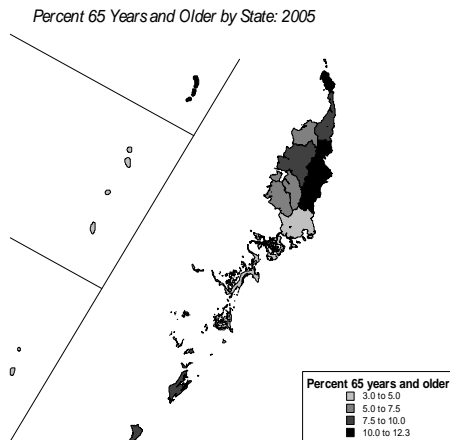 Percent 65 Years and Older by State: 2005
Percent 65 years and older
3.0 to 5.0
5.0 to 7.5
7.5 to 10.0
10.0 to 12.3